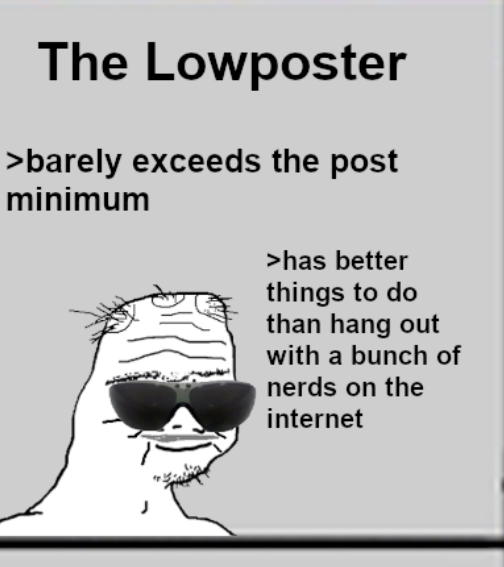 The Lowposter
>barely exceeds the post
minimum
>has better
things to do
than hang out
with a bunch of
nerds on the
internet